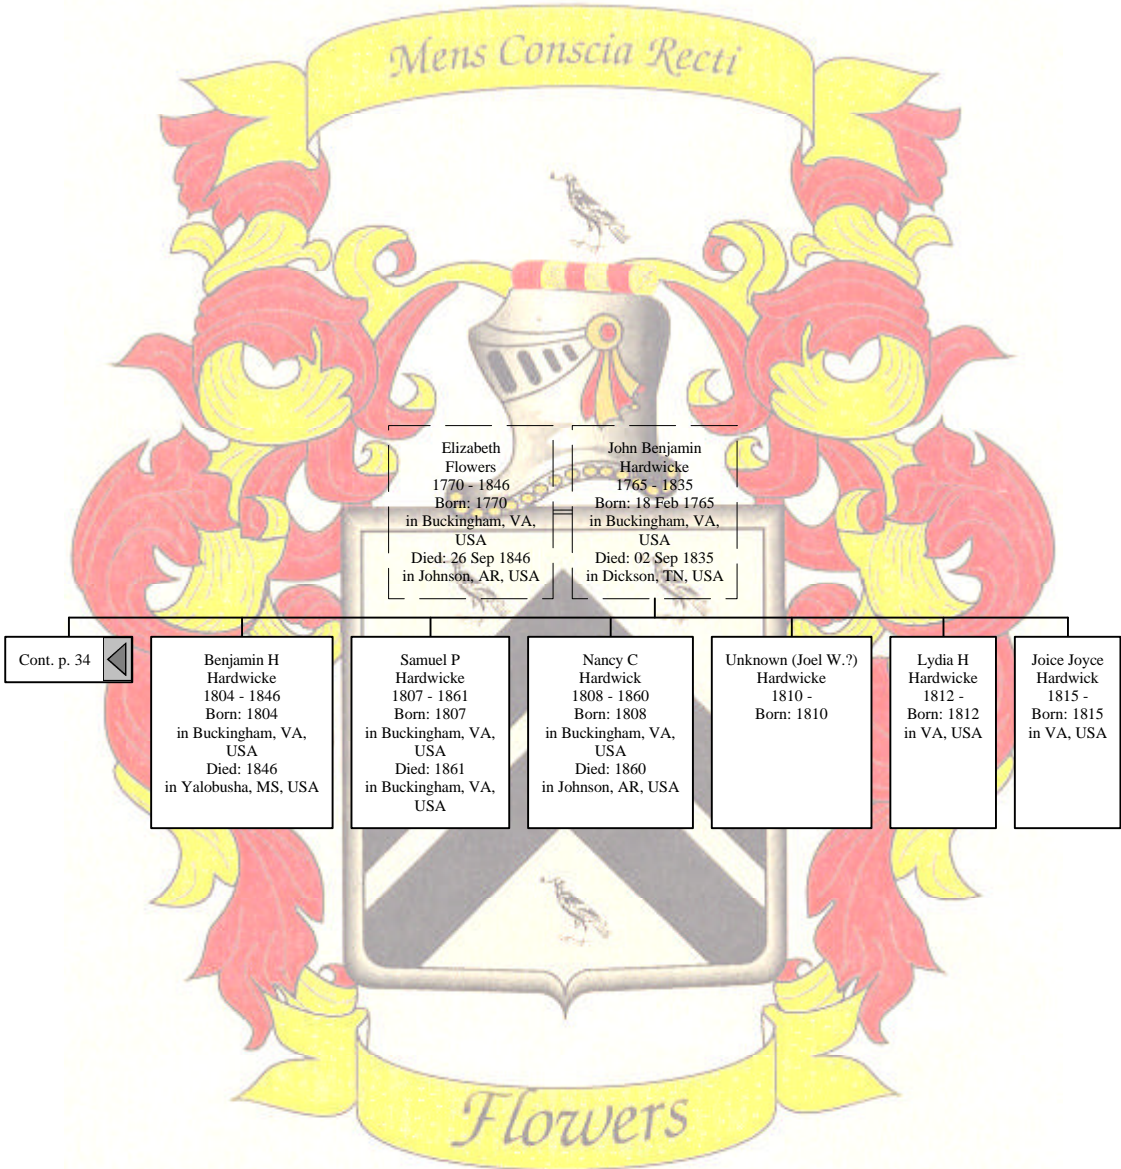 Mens Conscia Recti
Elizabeth
Flowers
1770 - 1846
Born: 1770
in Buckingham, VA,
USA
Died: 26 Sep 1846
in Johnson, AR, USA
John Benjamin
Hardwicke
1765 - 1835
Born: 18 Feb 1765
in Buckingham, VA,
USA
Died: 02 Sep 1835
in Dickson, TN, USA
Cont. p. 34
Benjamin H
Hardwicke
1804 - 1846
Born: 1804
in Buckingham, VA,
USA
Died: 1846
in Yalobusha, MS, USA
Samuel P
Hardwicke
1807 - 1861
Born: 1807
in Buckingham, VA,
USA
Died: 1861
in Buckingham, VA,
USA
Nancy C
Hardwick
1808 - 1860
Born: 1808
in Buckingham, VA,
USA
Died: 1860
in Johnson, AR, USA
Unknown (Joel W.?)
Hardwicke
1810 -
Born: 1810
Lydia H
Hardwicke
1812 -
Born: 1812
in VA, USA
Joice Joyce
Hardwick
1815 -
Born: 1815
in VA, USA
Flowers